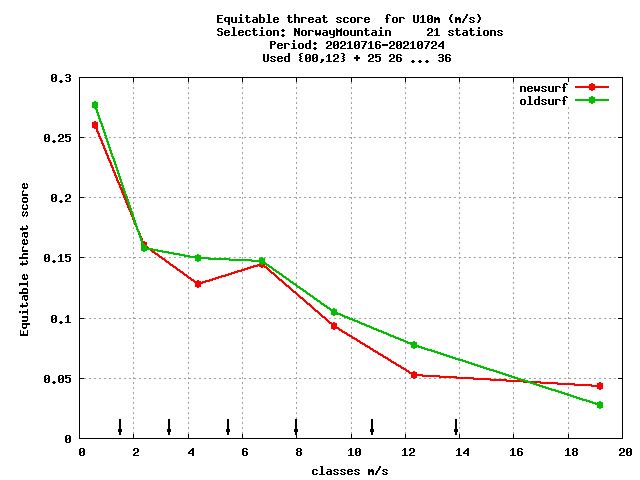 Equitable threat score  for U10m (m/s)
Selection: NorwayMountain     21 stations
Period: 20210716-20210724
Used {00,12} + 25 26 ... 36
newsurf
oldsurf
0.3
0.25
0.2
0.15
0.1
0.05
0
Equitable threat score
0 2 4 6 8 10 12 14 16 18 20
classes m/s